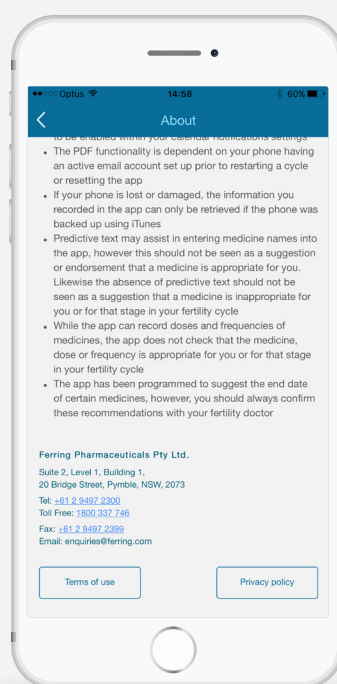 Optus 14:58 60%
About
to be enabled within your calendar notifications settings
• The PDF functionality is dependent on your phone having
an active email account set up prior to restarting a cycle
or resetting the app
• If your phone is lost or damaged, the information you
recorded in the app can only be retrieved if the phone was
backed up using iTunes
• Predictive text may assist in entering medicine names into
the app, however this should not be seen as a suggestion
or endorsement that a medicine is appropriate for you.
Likewise the absence of predictive text should not be
seen as a suggestion that a medicine is inappropriate for
you or for that stage in your fertility cycle
• While the app can record doses and frequencies of
medicines, the app does not check that the medicine,
dose or frequency is appropriate for you or for that stage
in your fertility cycle
• The app has been programmed to suggest the end date
of certain medicines, however, you should always confirm
these recommendations with your fertility doctor
Ferring Pharmaceuticals Pty Ltd.
Suite 2, Level 1, Building 1,
20 Bridge Street, Pymble, NSW, 2073
Tel: +61 2 9497 2300
Toll Free: 1800 337 746
Fax: +61 2 9497 2399
Email: enquiries@ferring.com
Terms of use
Privacy policy